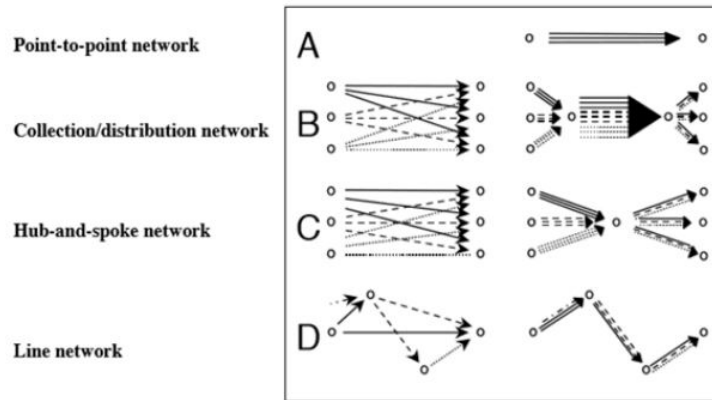 Point-to-point network
A
Collection/distribution network
B
Hub-and-spoke network
C
Line network
D